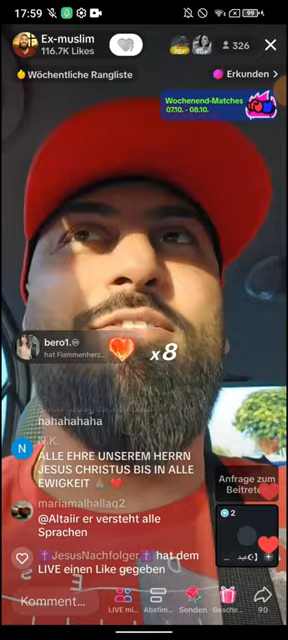 17:59
99+
Ex-muslim
116.7K Likes
326
Wöchentliche Rangliste
Erkunden >
Wochenend-Matches
07.10. - 08.10.
bero1.
hat Flammenherz...
x8
hahahahaha
N
N.K.
ALLE EHRE UNSEREM HERRN
JESUS CHRISTUS BIS IN ALLE
EWIGKEIT 🙏 ❤️
mariamalhallaq2
@Altaiir er versteht alle
Sprachen
✝️JesusNachfolger✝️ hat dem
LIVE einen Like gegeben
Anfrage zum
Beitrete
2
Komment...
LIVE mi...
Abstim...
Senden
Gesche...
90